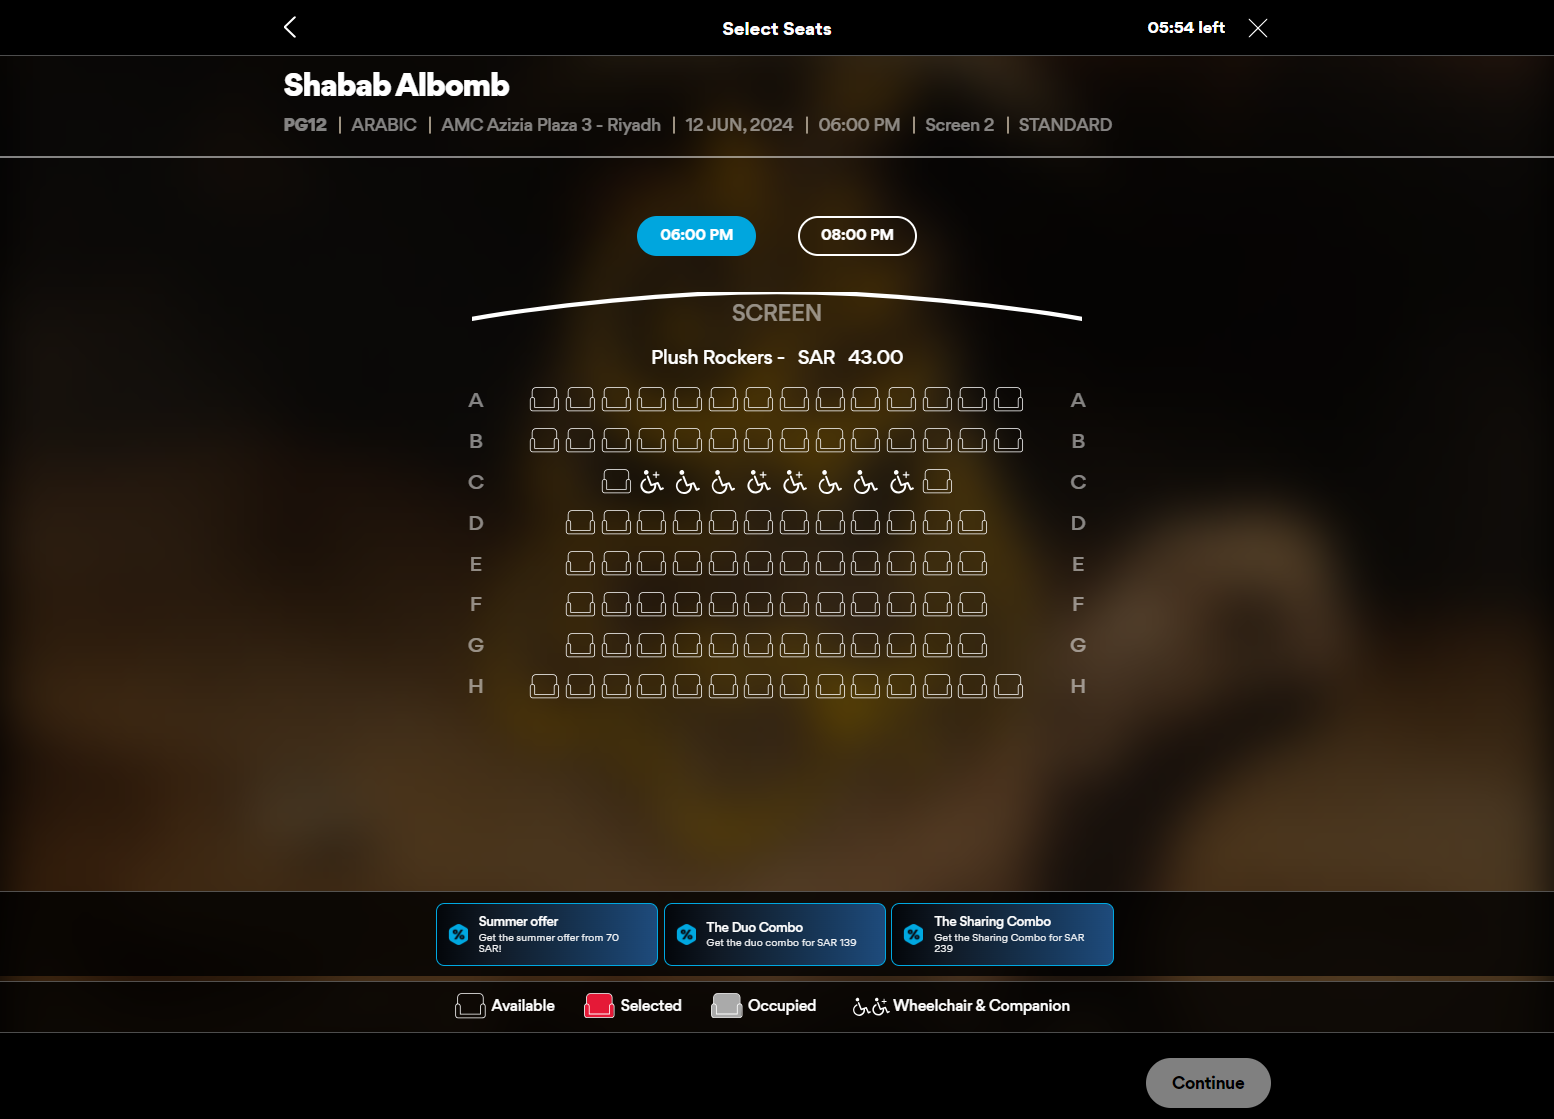 Select Seats
05:54 left
Shabab Albomb
PG12 | ARABIC | AMC Azizia Plaza 3 - Riyadh | 12 JUN, 2024 | 06:00 PM | Screen 2 | STANDARD
06:00 PM
08:00 PM
SCREEN
Plush Rockers - SAR 43.00
A A
B B
C C
D D
E E
F F
G G
H H
Summer offer
Get the summer offer from 70
SAR!
The Duo Combo
Get the duo combo for SAR 139
The Sharing Combo
Get the Sharing Combo for SAR
239
Available
Selected
Occupied
Wheelchair & Companion
Continue